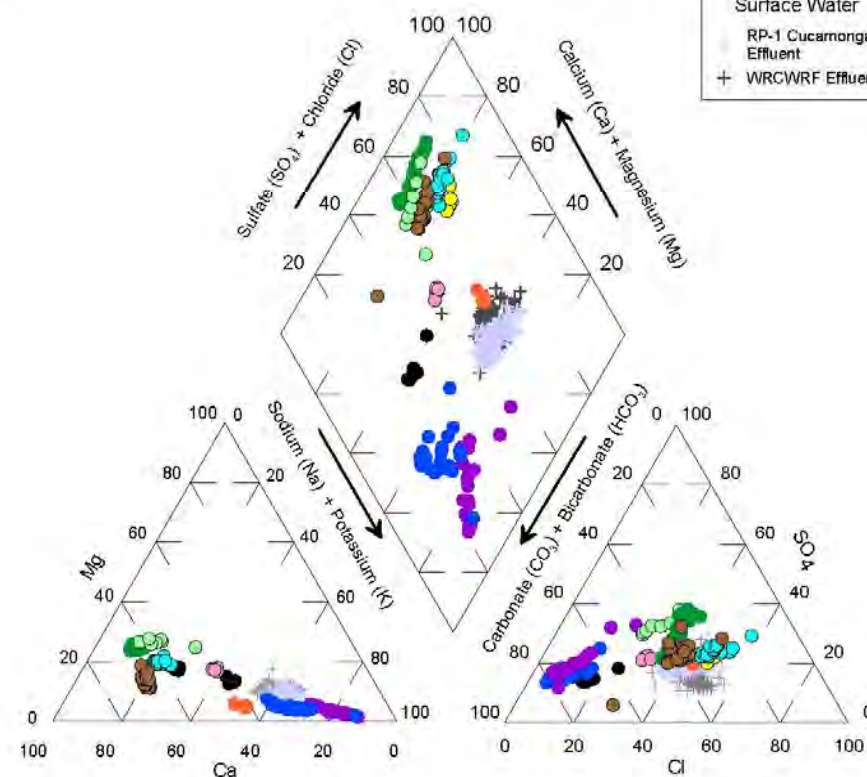 Surface Water
RP-1 Cucamonga
Effluent
WRCWRF Effluen
100 100
80 80
60 60
40 40
20 20
Sulfate (SO₄) + Chloride (Cl)
Calcium (Ca) + Magnesium (Mg)
Sodium (Na) + Potassium (K)
Carbonate (CO₃) + Bicarbonate (HCO₃)
100 0
80 20
60 40
40 60
20 80
0 100
Mg
100 80 60 40 20 0
Ca
0 100
20 80
40 60
60 40
80 20
100 0
SO4
0 20 40 60 80 100
Cl